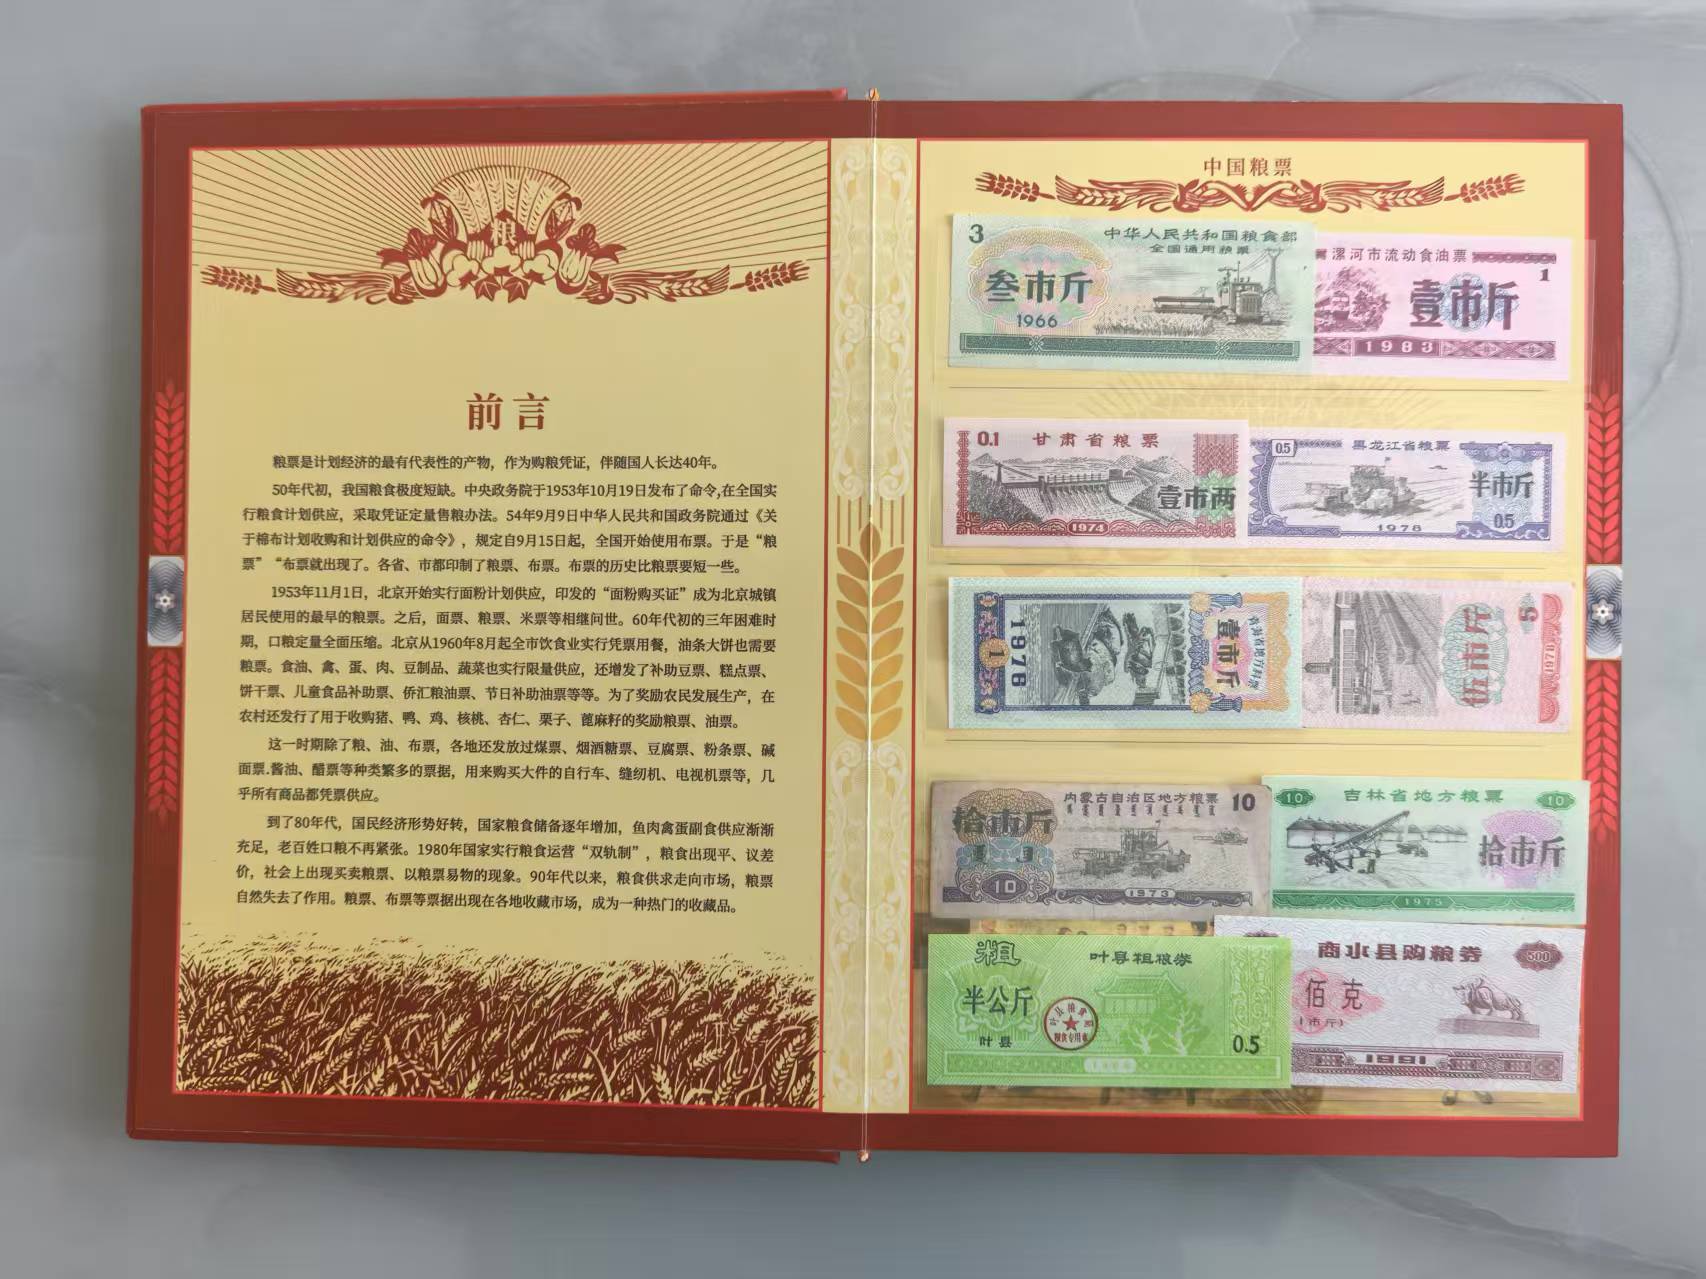 粮
前言
粮票是计划经济的最有代表性的产物，作为购粮凭证，伴随国人长达40年。
50年代初，我国粮食极度短缺。中央政务院于1953年10月19日发布了命令,在全国实
行粮食计划供应，采取凭证定量售粮办法。54年9月9日中华人民共和国政务院通过《关
于棉布计划收购和计划供应的命令》，规定自9月15日起，全国开始使用布票。于是“粮
票”“布票就出现了。各省、市都印制了粮票、布票。布票的历史比粮票要短一些。
1953年11月1日，北京开始实行面粉计划供应，印发的“面粉购买证”成为北京城镇
居民使用的最早的粮票。之后，面票、粮票、米票等相继问世。60年代初的三年困难时
期，口粮定量全面压缩。北京从1960年8月起全市饮食业实行凭票用餐，油条大饼也需要
粮票。食油、禽、蛋、肉、豆制品、蔬菜也实行限量供应，还增发了补助豆票、糕点票、
饼干票、儿童食品补助票、侨汇粮油票、节日补助油票等等。为了奖励农民发展生产，在
农村还发行了用于收购猪、鸭、鸡、核桃、杏仁、栗子、蓖麻籽的奖励粮票、油票。
这一时期除了粮、油、布票，各地还发放过煤票、烟酒糖票、豆腐票、粉条票、碱
面票.酱油、醋票等种类繁多的票据，用来购买大件的自行车、缝纫机、电视机票等，几
乎所有商品都凭票供应。
到了80年代，国民经济形势好转，国家粮食储备逐年增加，鱼肉禽蛋副食供应渐渐
充足，老百姓口粮不再紧张。1980年国家实行粮食运营“双轨制”，粮食出现平、议差
价，社会上出现买卖粮票、以粮票易物的现象。90年代以来，粮食供求走向市场，粮票
自然失去了作用。粮票、布票等票据出现在各地收藏市场，成为一种热门的收藏品。
中国粮票
3
中华人民共和国粮食部
全国通用粮票
叁市斤
1966
漯河市流动食油票
1
壹市斤
1983
0.1
甘肃省粮票
壹市两
1974
0.5
黑龙江省粮票
半市斤
0.5
1978
1976
1
壹市斤
青海省地方料票
伍市斤
5
1978
内蒙古自治区地方粮票
10
拾市斤
10
1973
10
吉林省地方粮票
10
拾市斤
1975
粗
叶县粗粮券
半公斤
叶县
粮食专用章
0.5
商水县购粮券
500
佰克
(市斤)
1991